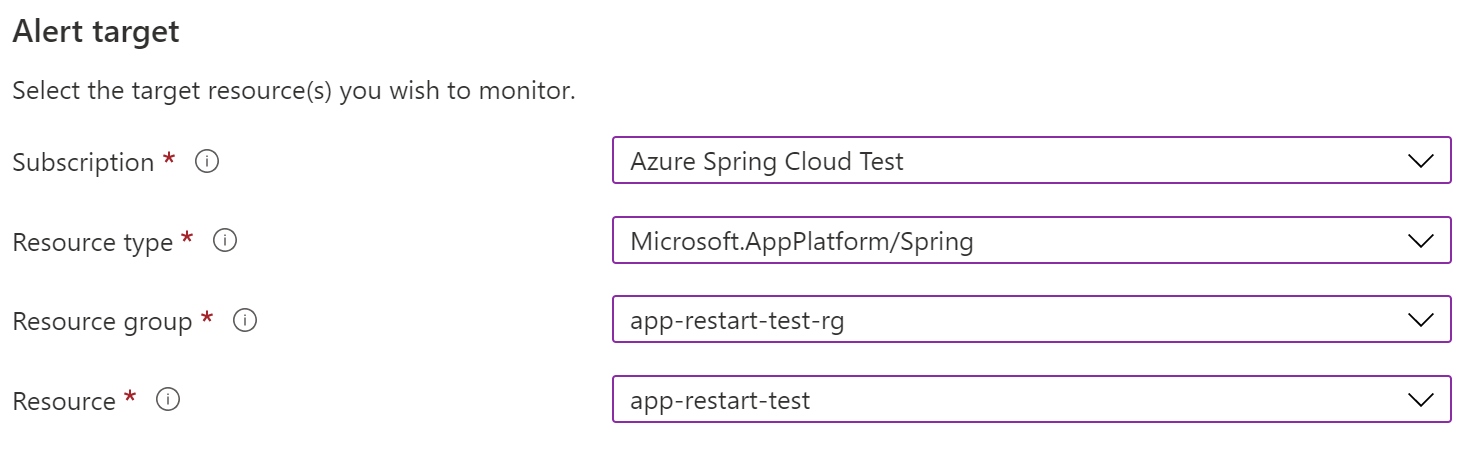 Alert target
Select the target resource(s) you wish to monitor.
Subscription * Azure Spring Cloud Test
Resource type * Microsoft.AppPlatform/Spring
Resource group * app-restart-test-rg
Resource * app-restart-test